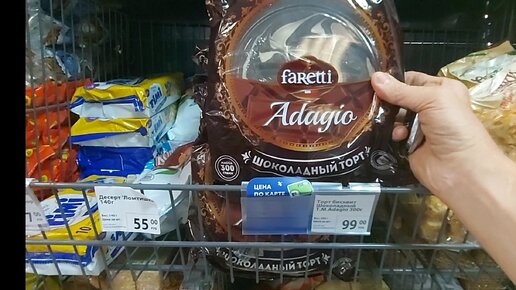 faRetti
Adagio
ШОКОЛАДНЫЙ ТОРТ
300
ЦЕНА
ПО КАРТЕ
Десерт "Ломтишк
140г.
55 00
Торт бисквит
Шоколадный
Т.М.Adagio 300г
99 00
ШОКОЛАДНЫЙ ТОРТ